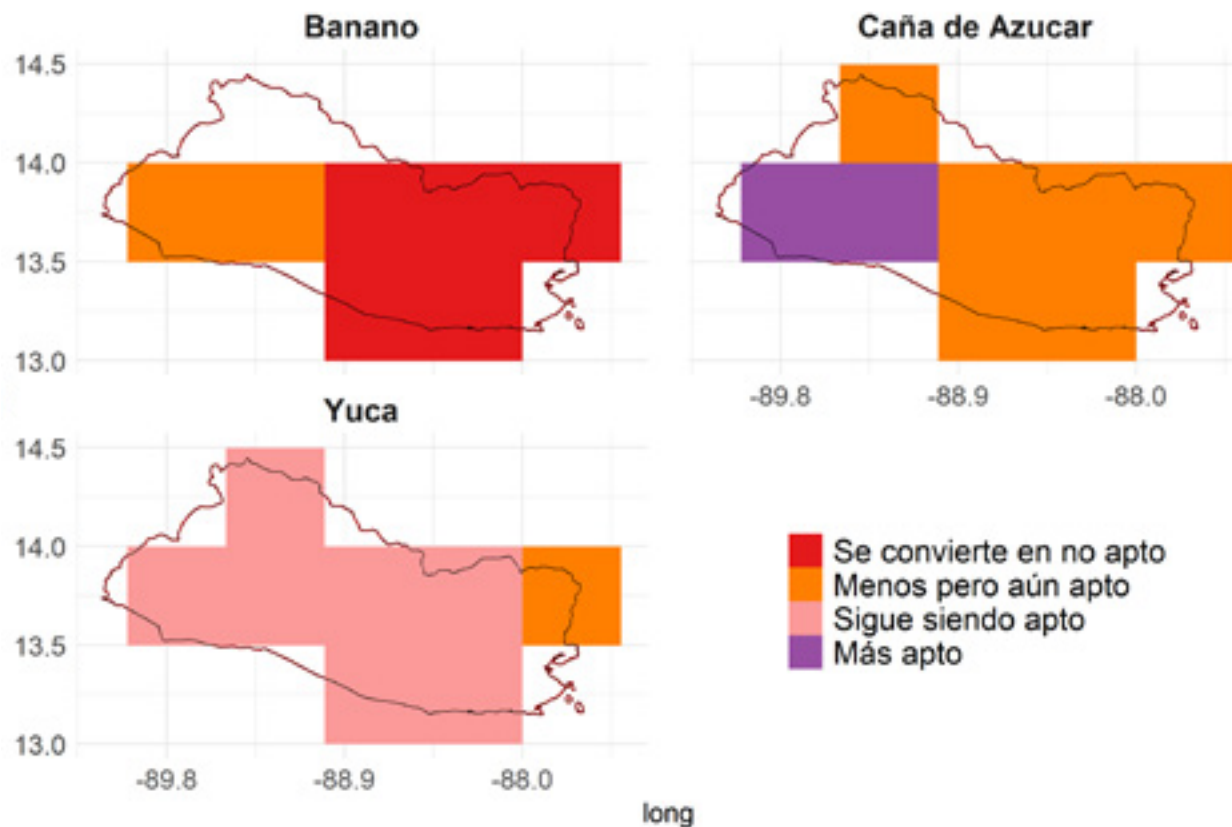 Banano
Caña de Azucar
14.5
14.0
13.5
13.0
-89.8
-88.9
-88.0
Yuca
14.5
14.0
13.5
13.0
-89.8
-88.9
-88.0
long
Se convierte en no apto
Menos pero aún apto
Sigue siendo apto
Más apto